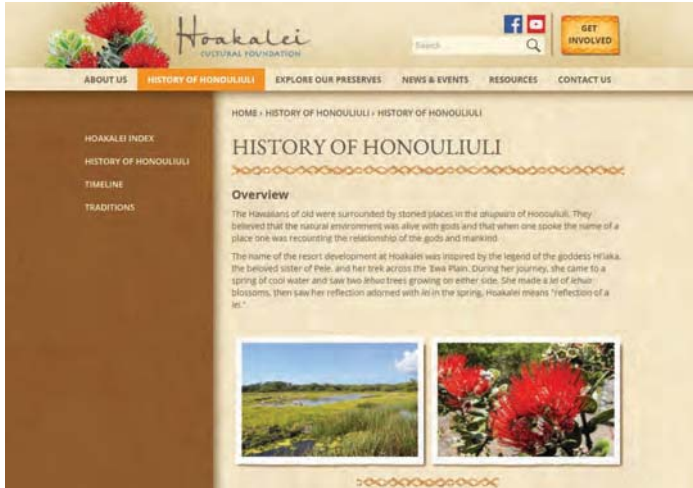 Hoakalei
CULTURAL FOUNDATION
Search ...
GET
INVOLVED
ABOUT US HISTORY OF HONOULIULI EXPLORE OUR PRESERVES NEWS & EVENTS RESOURCES CONTACT US
HOME › HISTORY OF HONOULIULI › HISTORY OF HONOULIULI
HOAKALEI INDEX
HISTORY OF HONOULIULI
TIMELINE
TRADITIONS
HISTORY OF HONOULIULI
Overview
The Hawaiians of old were surrounded by storied places in the ahupua'a of Honouliuli. They
believed that the natural environment was alive with gods and that when one spoke the name of a
place one was recounting the relationship of the gods and mankind
The name of the resort development at Hoakalei was inspired by the legend of the goddess Hi'iaka,
the beloved sister of Pele, and her trek across the 'Ewa Plain. During her journey, she came to a
spring of cool water and saw two lehua trees growing on either side. She made a lei of lehua
blossoms, then saw her reflection adorned with lei in the spring, Hoakalei means "reflection of a
lei."